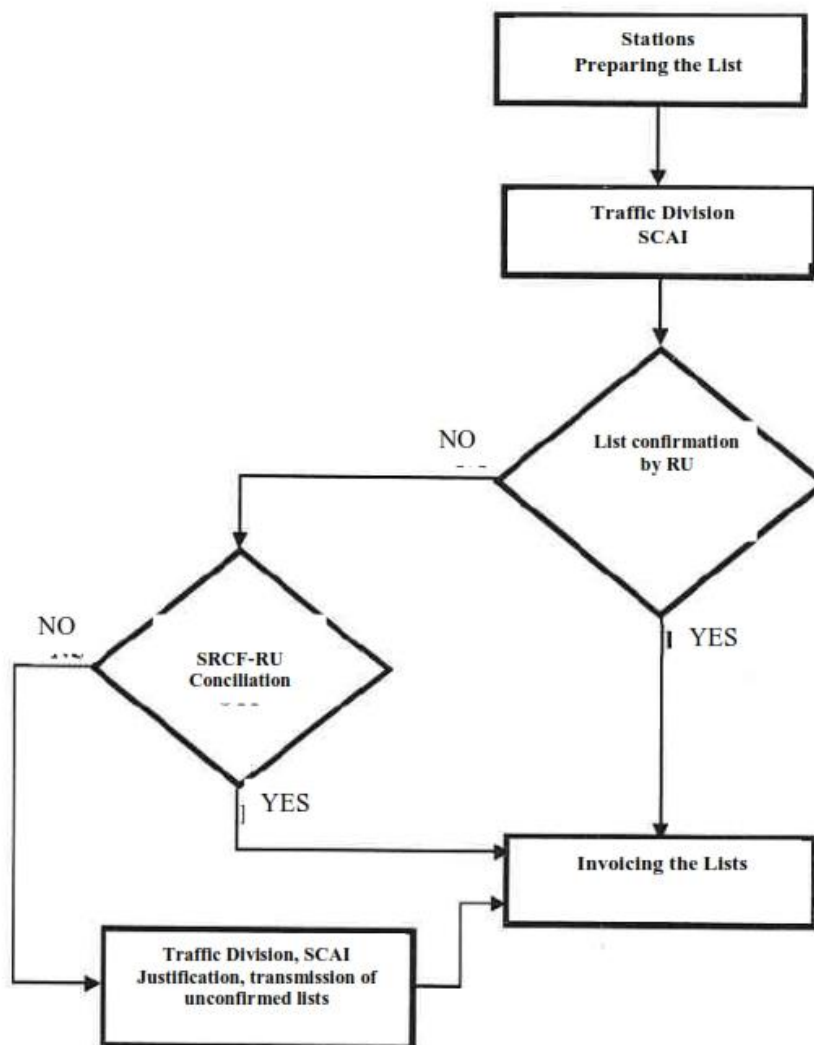 Stations
Preparing the List
Traffic Division
SCAI
NO
List confirmation
by RU
NO
SRCF-RU
Conciliation
YES
YES
Invoicing the Lists
Traffic Division, SCAI
Justification, transmission of
unconfirmed lists